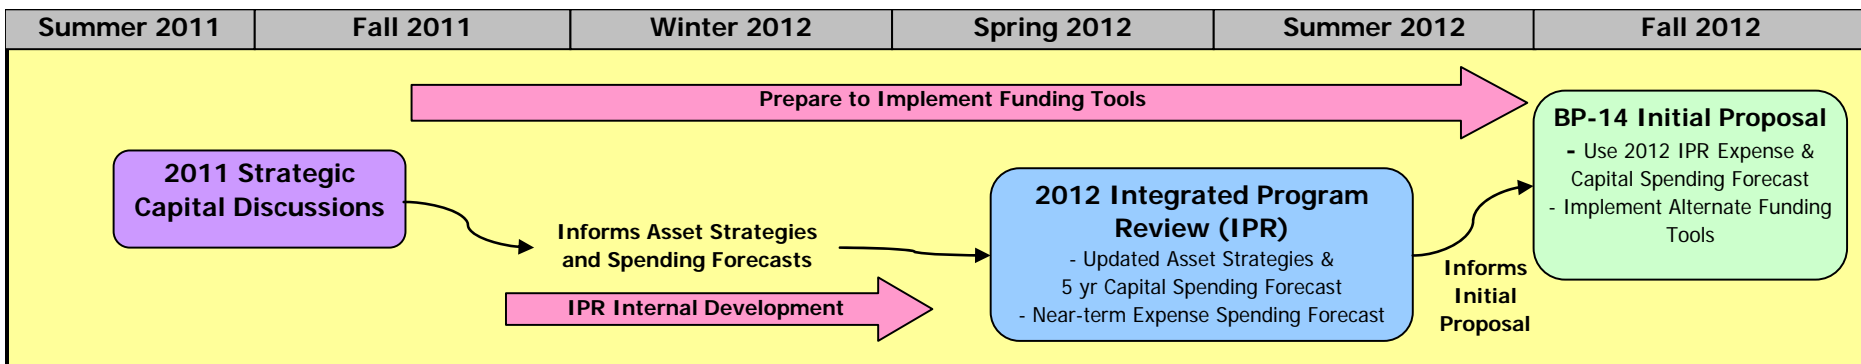 Summer 2011
Fall 2011
Winter 2012
Spring 2012
Summer 2012
Fall 2012
Prepare to Implement Funding Tools
2011 Strategic
Capital Discussions
Informs Asset Strategies
and Spending Forecasts
IPR Internal Development
2012 Integrated Program
Review (IPR)
- Updated Asset Strategies &
5 yr Capital Spending Forecast
- Near-term Expense Spending Forecast
Informs
Initial
Proposal
BP-14 Initial Proposal
- Use 2012 IPR Expense &
Capital Spending Forecast
- Implement Alternate Funding
Tools